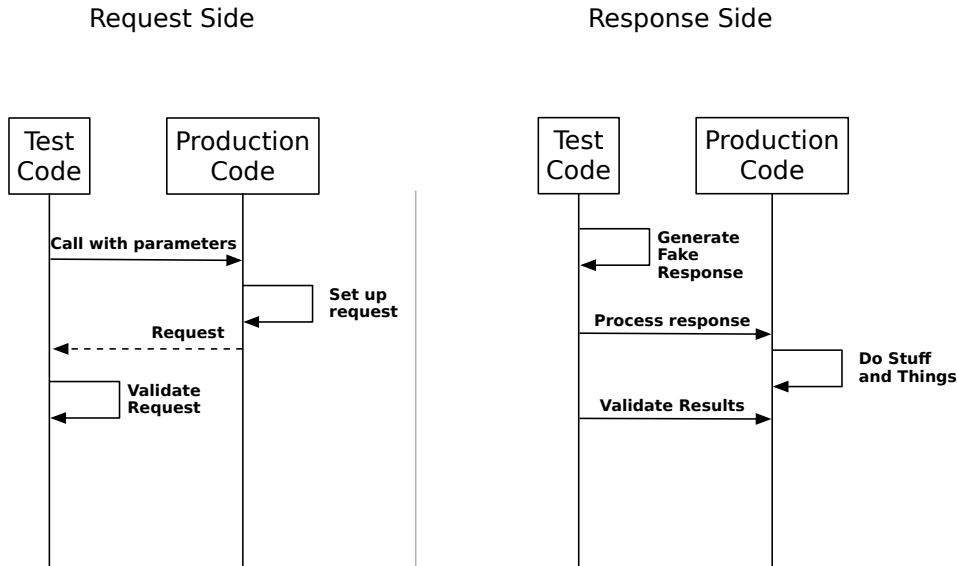 Request Side
Response Side
Test
Code
Production
Code
Call with parameters
Set up
request
Request
Validate
Request
Test
Code
Production
Code
Generate
Fake
Response
Process response
Do Stuff
and Things
Validate Results